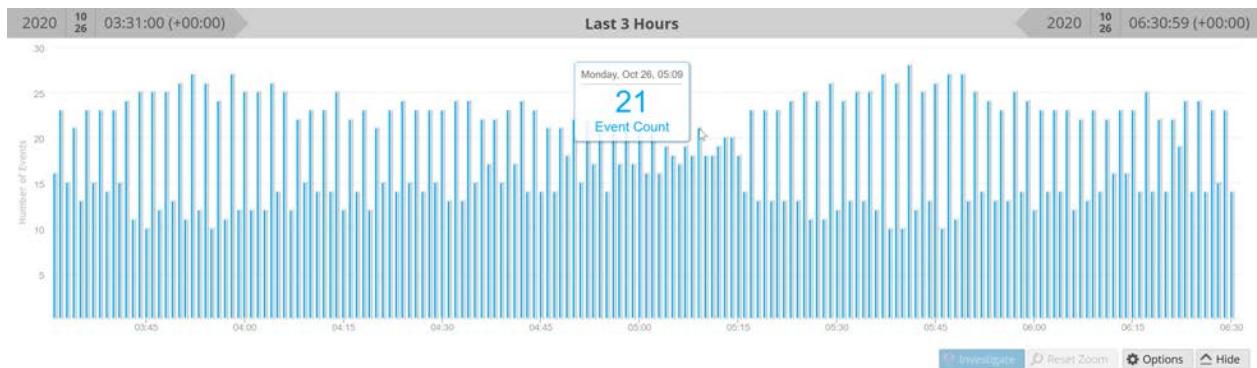 2020 10 26 03:31:00 (+00:00) Last 3 Hours 2020 10 26 06:30:59 (+00:00)
30
25
20
15
10
5
Number of Events
Monday, Oct 26, 05:09
21
Event Count
03:45 04:00 04:15 04:30 04:45 05:00 05:15 05:30 05:45 06:00 06:15 06:30
Investigate Reset Zoom Options Hide